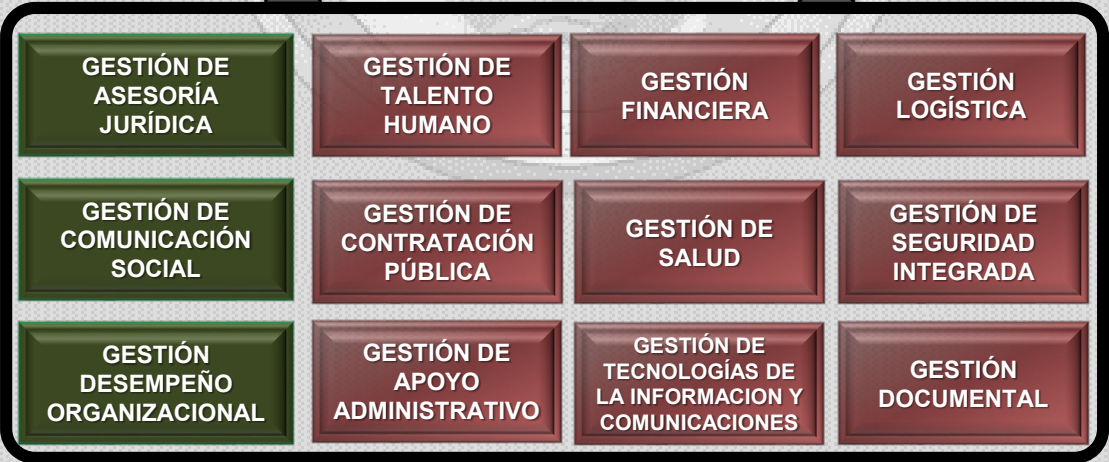 GESTIÓN DE
ASESORÍA
JURÍDICA
GESTIÓN DE
TALENTO
HUMANO
GESTIÓN
FINANCIERA
GESTIÓN
LOGÍSTICA
GESTIÓN DE
COMUNICACIÓN
SOCIAL
GESTIÓN DE
CONTRATACIÓN
PÚBLICA
GESTIÓN DE
SALUD
GESTIÓN DE
SEGURIDAD
INTEGRADA
GESTIÓN
DESEMPEÑO
ORGANIZACIONAL
GESTIÓN DE
APOYO
ADMINISTRATIVO
GESTIÓN DE
TECNOLOGÍAS DE
LA INFORMACION Y
COMUNICACIONES
GESTIÓN
DOCUMENTAL